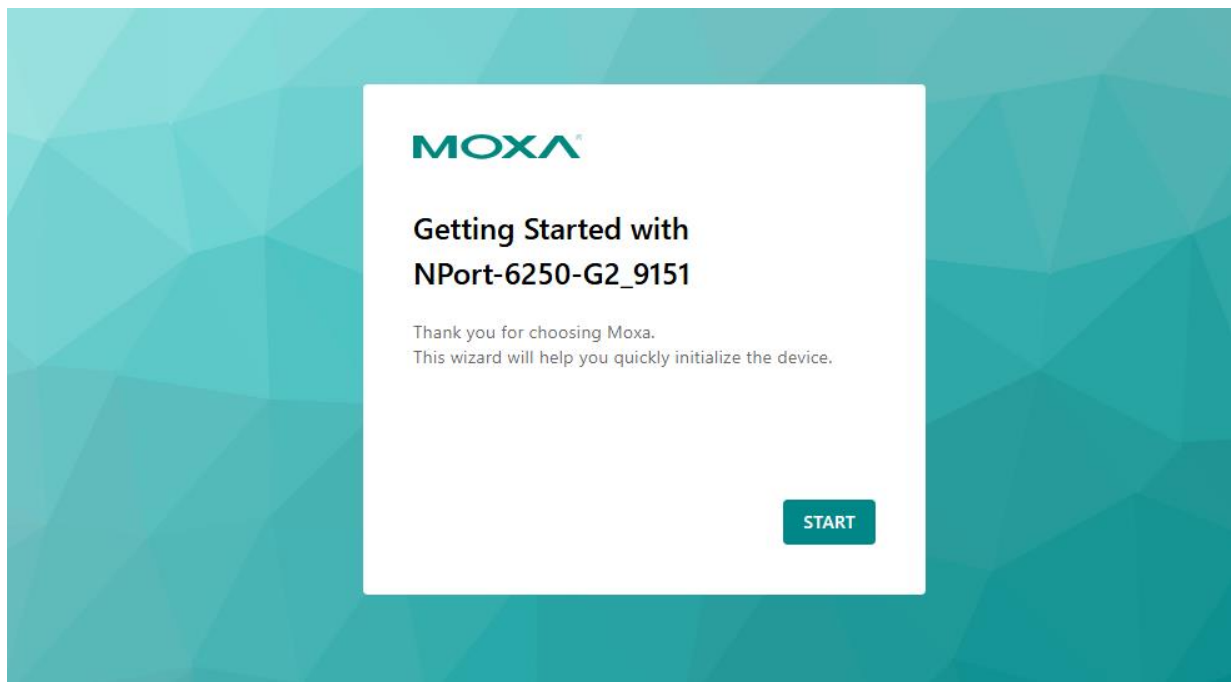 MOXA®
Getting Started with
NPort-6250-G2_9151
Thank you for choosing Moxa.
This wizard will help you quickly initialize the device.
START